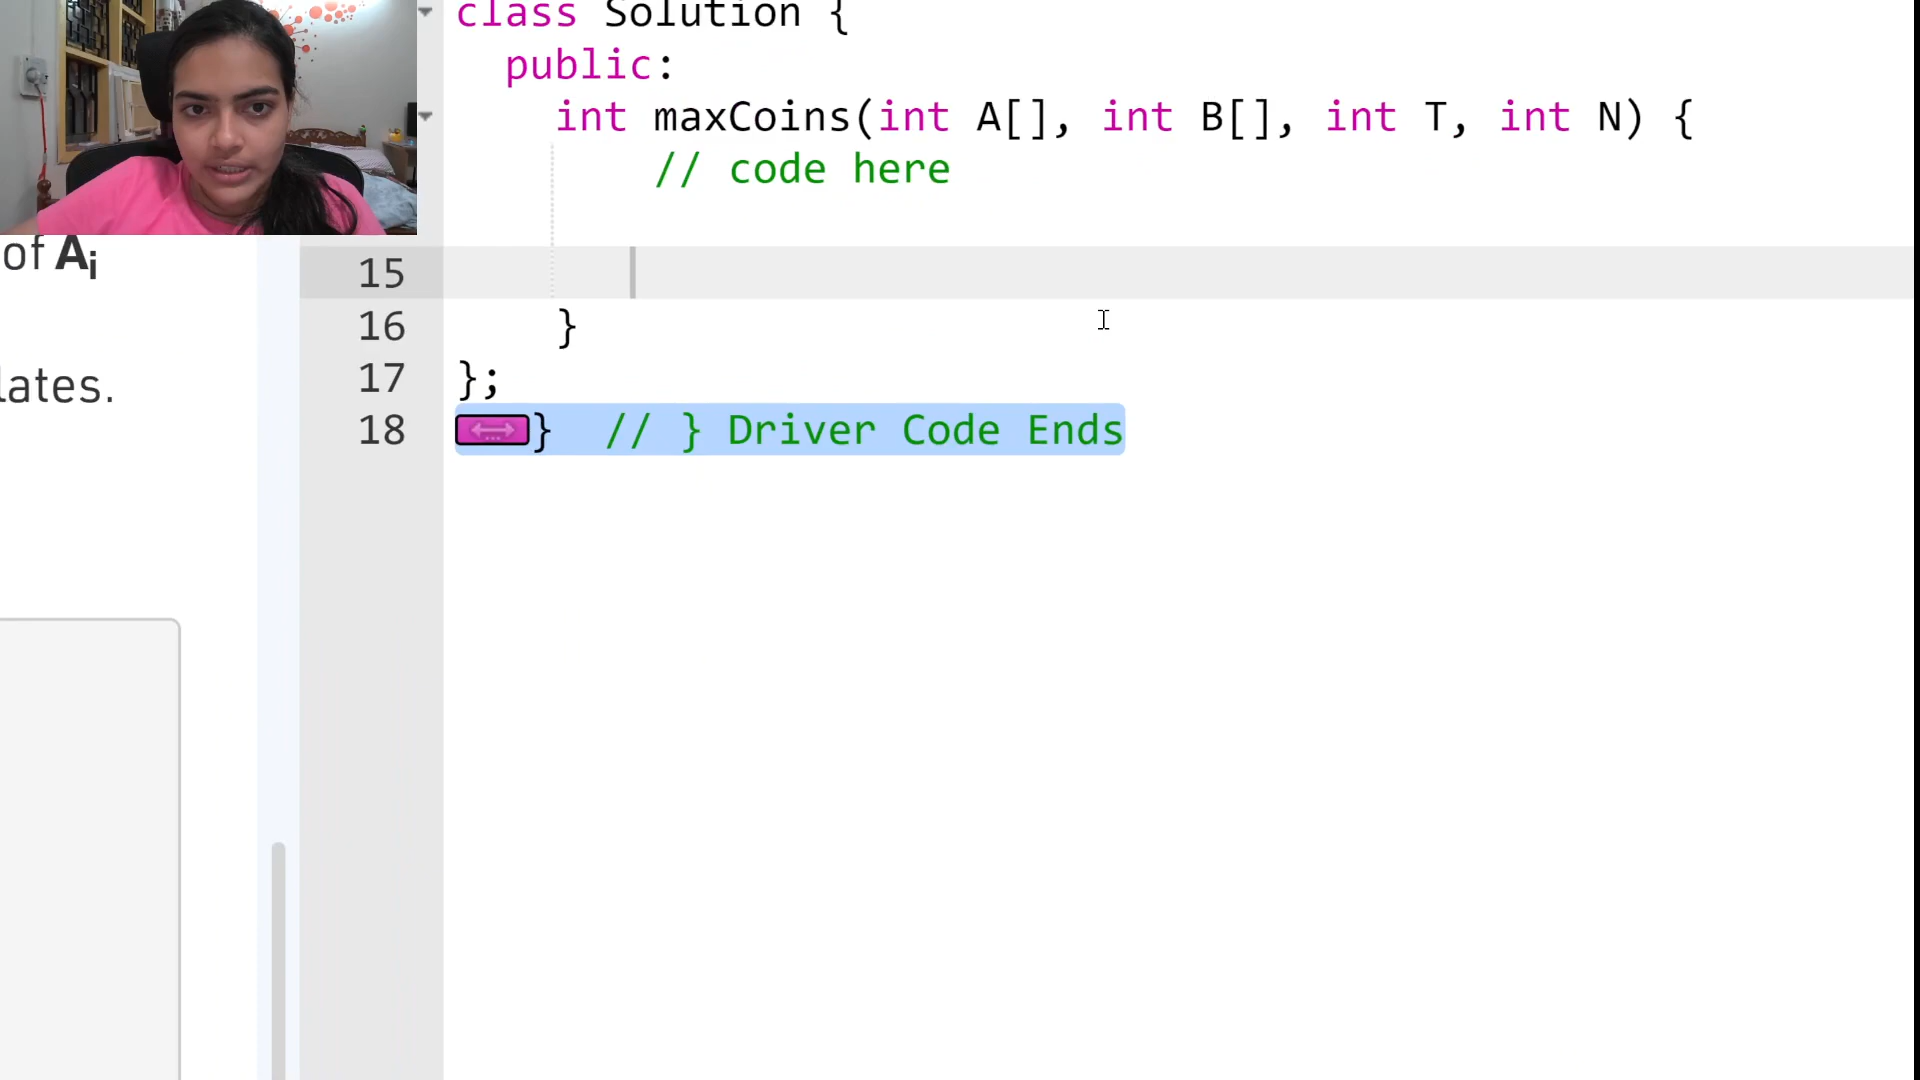 class Solution {
public:
int maxCoins(int A[], int B[], int T, int N) {
// code here
of Ai
15
16 }
lates.
17 };
18 } // } Driver Code Ends